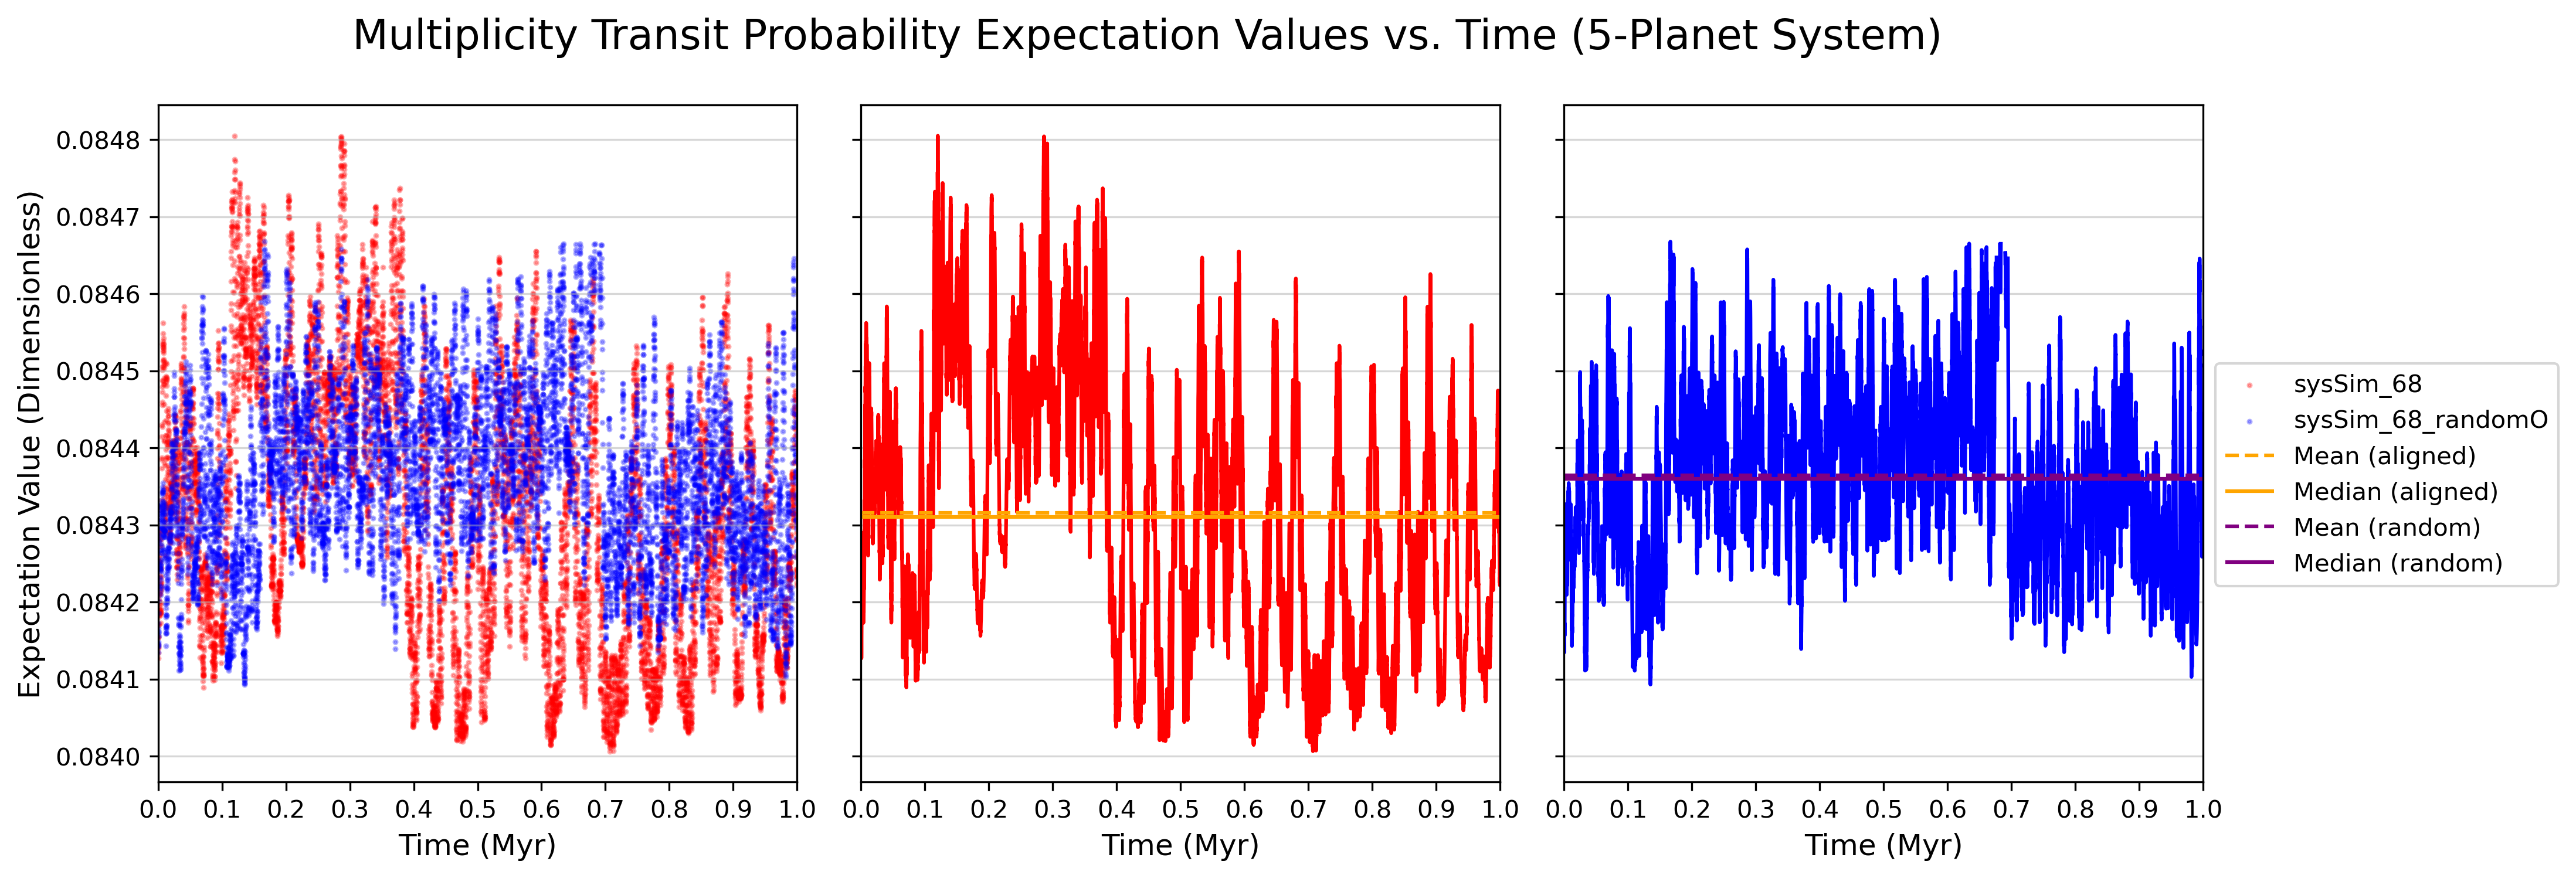 Multiplicity Transit Probability Expectation Values vs. Time (5-Planet System)
Expectation Value (Dimensionless)
0.0848
0.0847
0.0846
0.0845
0.0844
0.0843
0.0842
0.0841
0.0840
0.0 0.1 0.2 0.3 0.4 0.5 0.6 0.7 0.8 0.9 1.0
Time (Myr)
0.0 0.1 0.2 0.3 0.4 0.5 0.6 0.7 0.8 0.9 1.0
Time (Myr)
0.0 0.1 0.2 0.3 0.4 0.5 0.6 0.7 0.8 0.9 1.0
Time (Myr)
sysSim_68
sysSim_68_randomO
Mean (aligned)
Median (aligned)
Mean (random)
Median (random)